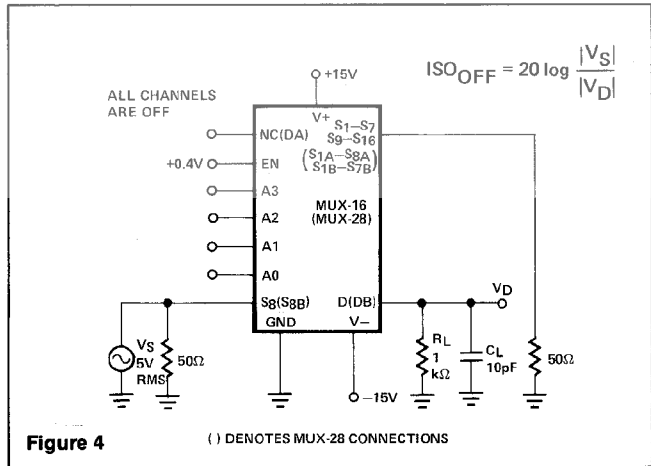 ISO_OFF = 20 log |V_S| / |V_D|
+15V
ALL CHANNELS
ARE OFF
V+
NC(DA)
S1–S7
S9–S16
(S1A–S8A)
(S1B–S7B)
+0.4V
EN
A3
MUX-16
(MUX-28)
A2
A1
A0
S8(S8B)
D(DB)
V_D
GND
V–
V_S
5V
RMS
50Ω
R_L
1
kΩ
C_L
10pF
50Ω
–15V
Figure 4
( ) DENOTES MUX-28 CONNECTIONS